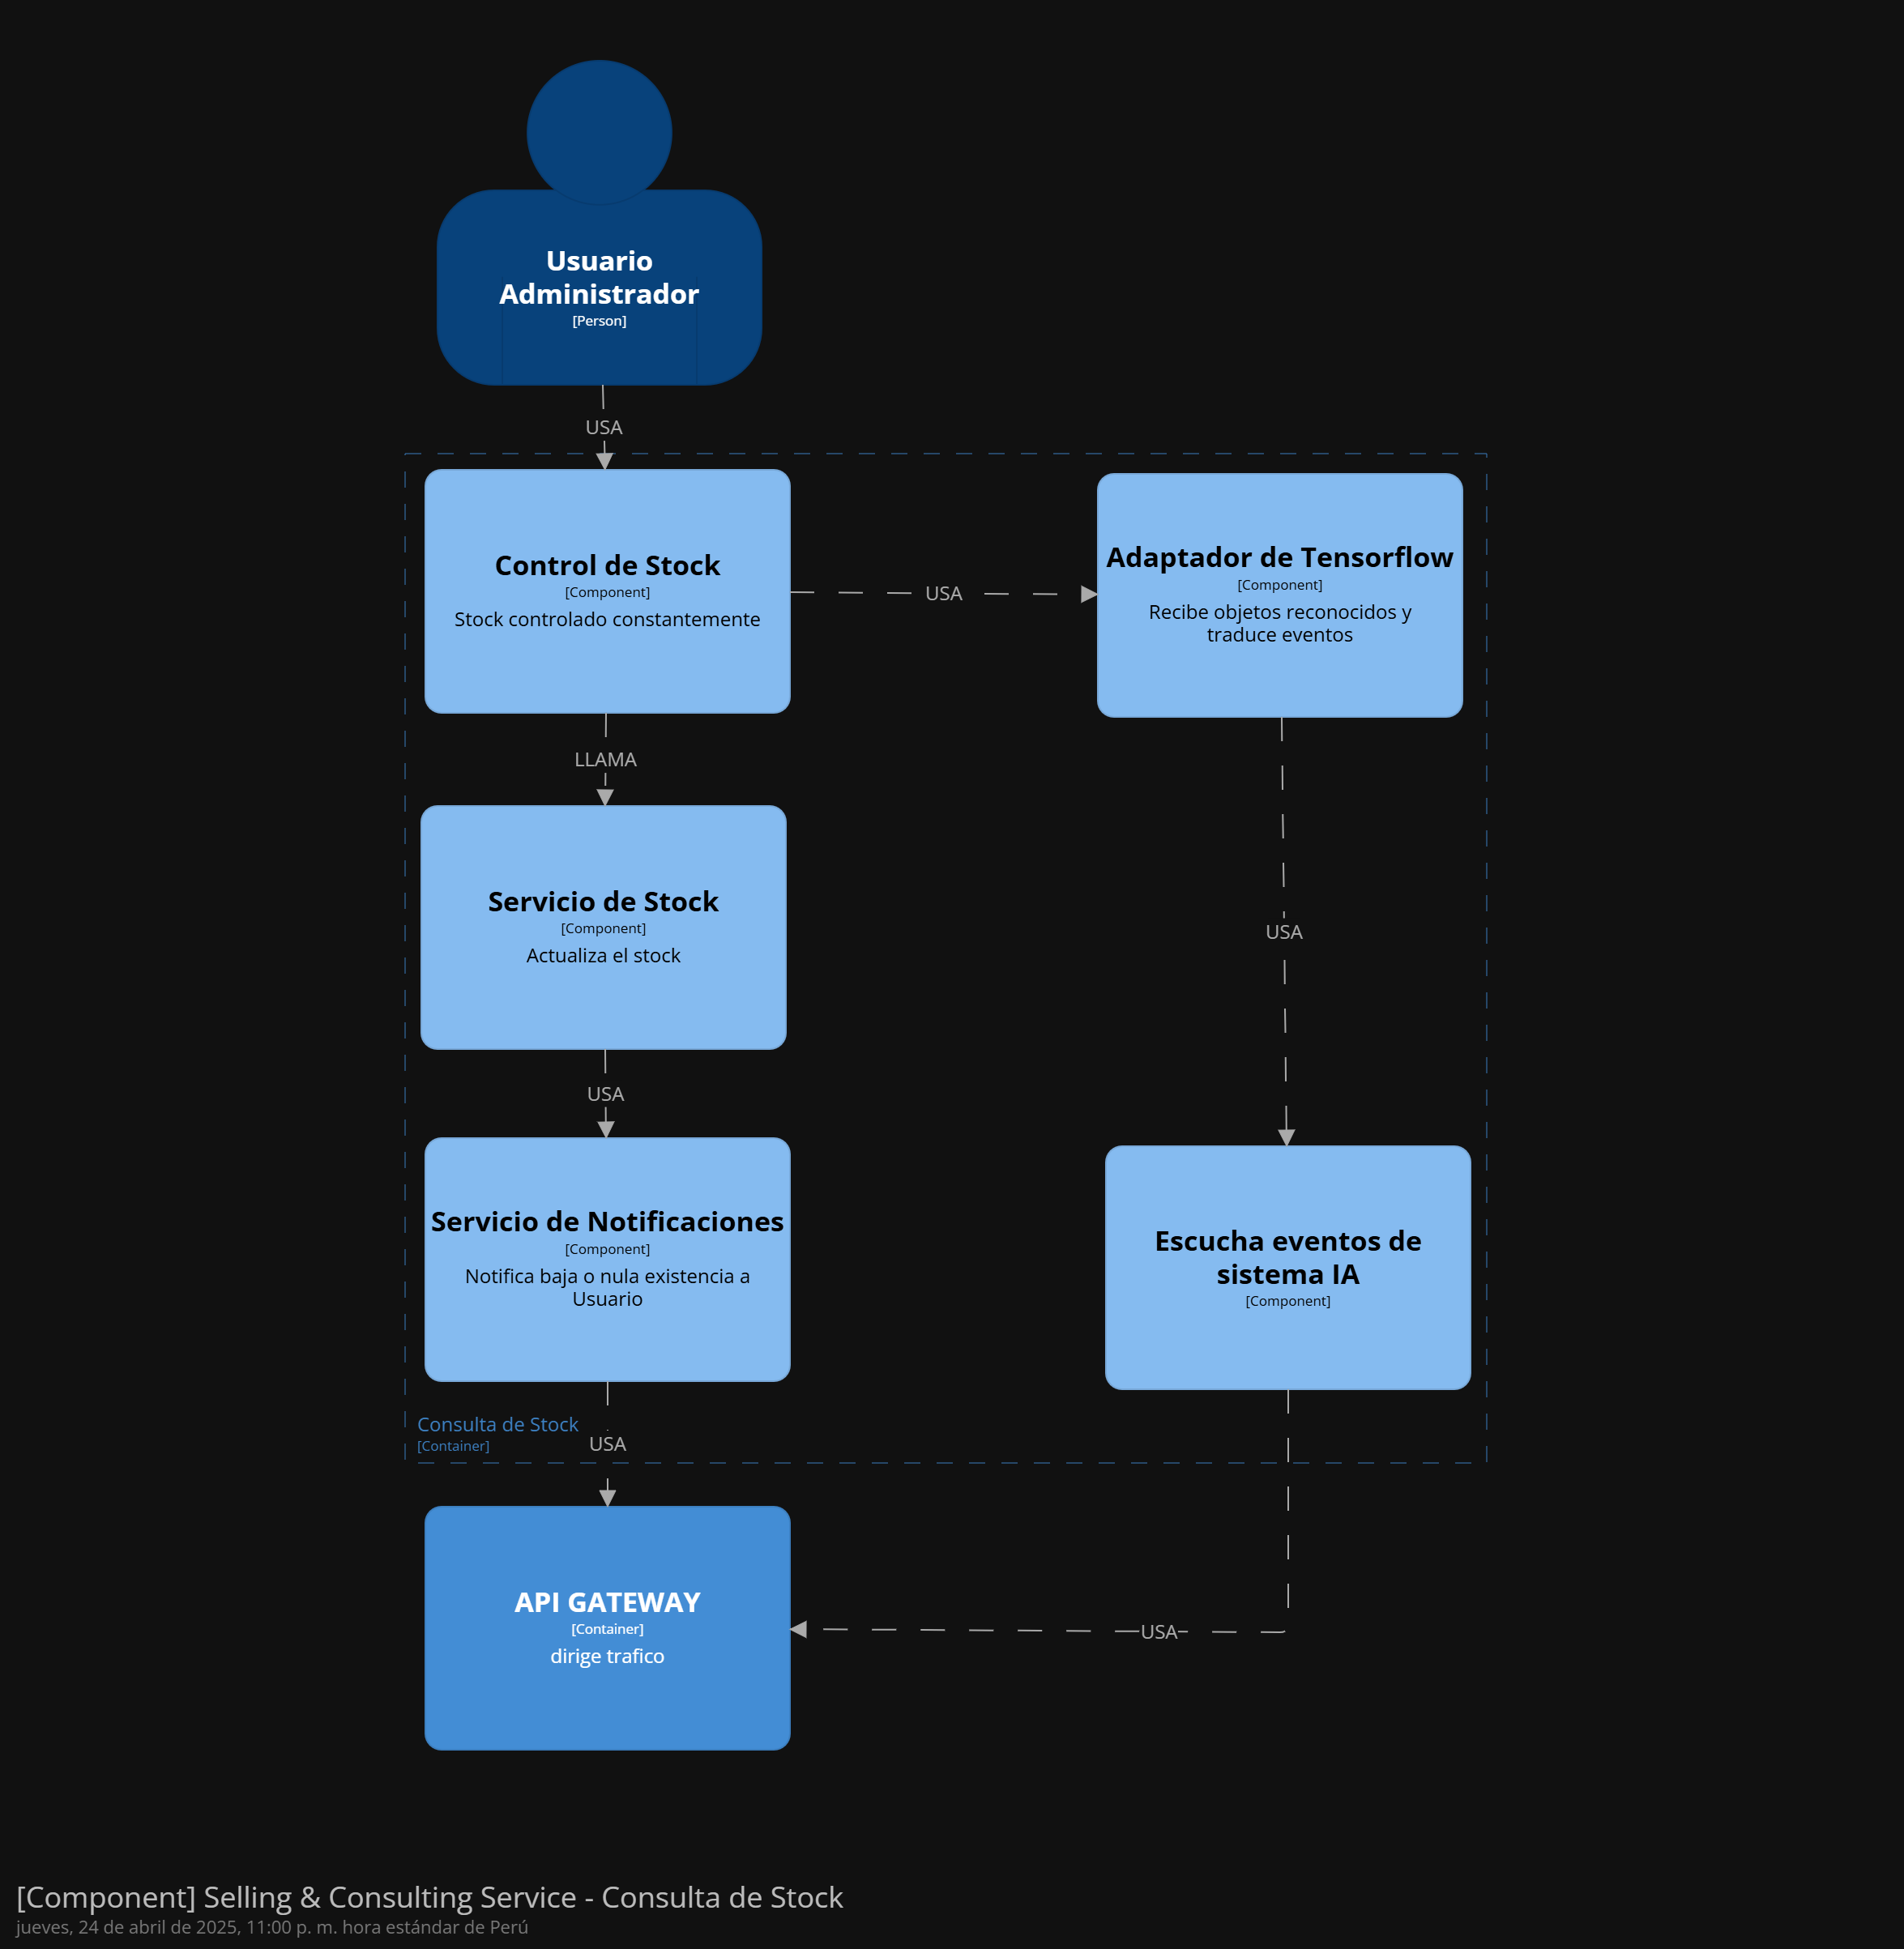 Usuario
Administrador
[Person]
USA
Control de Stock
[Component]
Stock controlado constantemente
USA
Adaptador de Tensorflow
[Component]
Recibe objetos reconocidos y
traduce eventos
LLAMA
Servicio de Stock
[Component]
Actualiza el stock
USA
USA
Servicio de Notificaciones
[Component]
Notifica baja o nula existencia a
Usuario
Escucha eventos de
sistema IA
[Component]
Consulta de Stock
[Container]
USA
API GATEWAY
[Container]
dirige trafico
USA
[Component] Selling & Consulting Service - Consulta de Stock
jueves, 24 de abril de 2025, 11:00 p. m. hora estándar de Perú